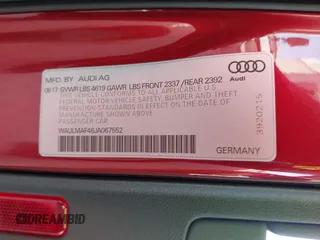 MFD. BY AUDI AG
08 17 GVWR LBS 4619 GAWR LBS FRONT 2337 /REAR 2392
THIS VEHICLE CONFORMS TO ALL APPLICABLE
FEDERAL MOTOR VEHICLE SAFETY, BUMPER AND THEFT
PREVENTION STANDARDS IN EFFECT ON THE DATE OF
MANUFACTURE SHOWN ABOVE
PASSENGER CAR
WAULMAF46JA067552
GERMANY
Audi
3920215
DREAMBID